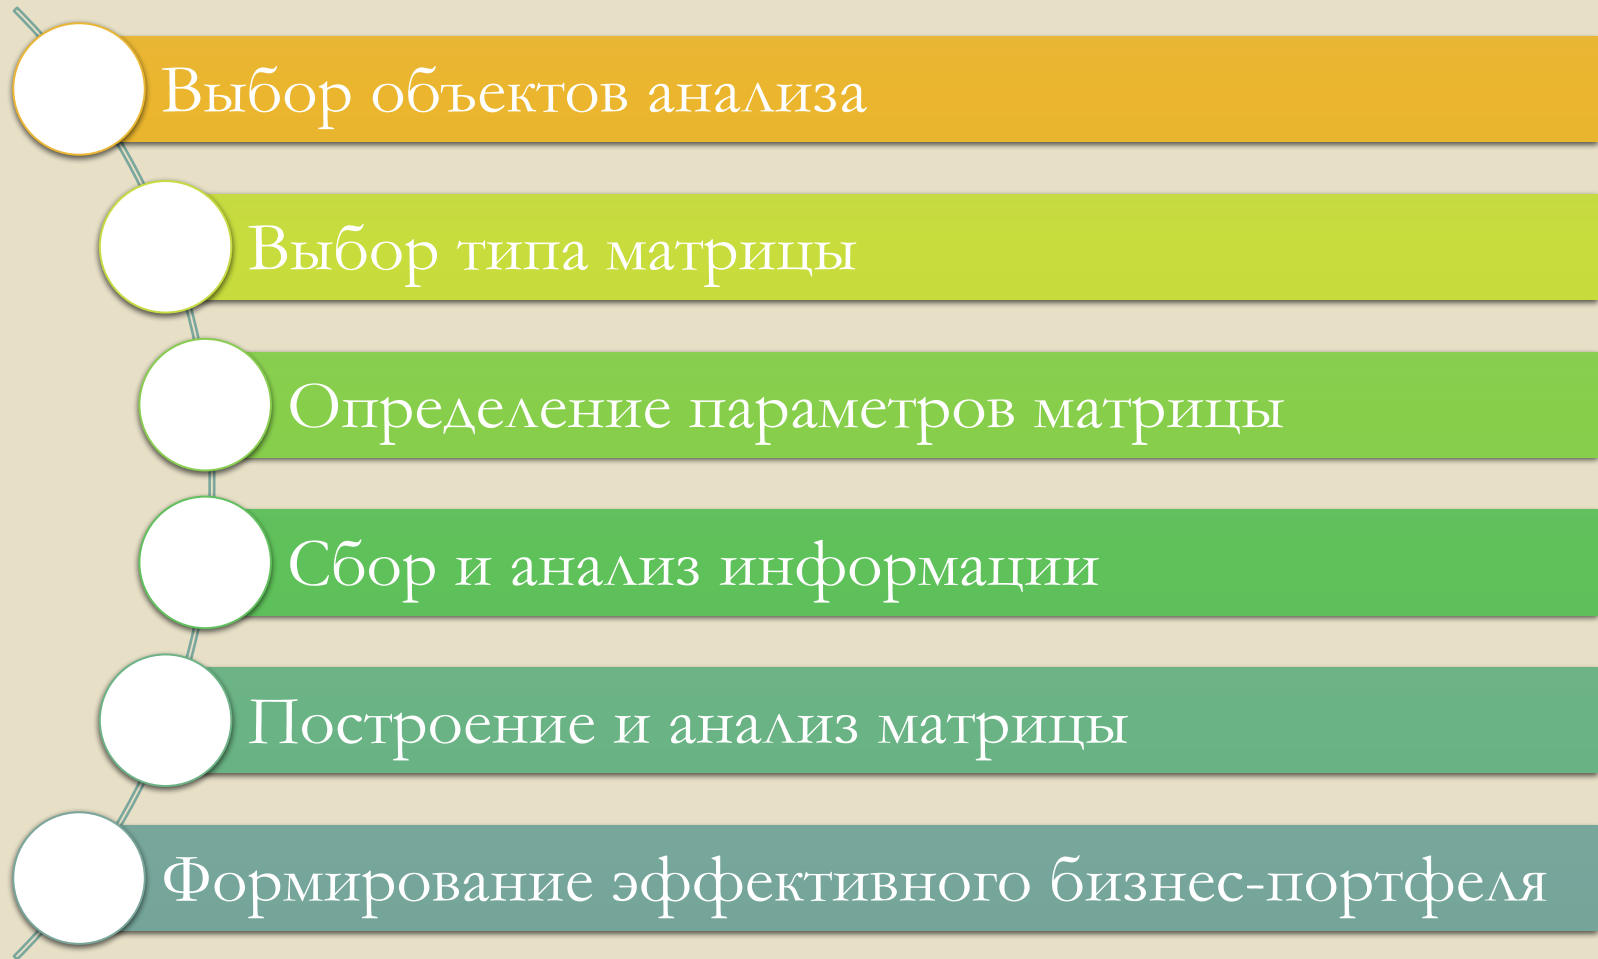 Выбор объектов анализа
Выбор типа матрицы
Определение параметров матрицы
Сбор и анализ информации
Построение и анализ матрицы
Формирование эффективного бизнес-портфеля